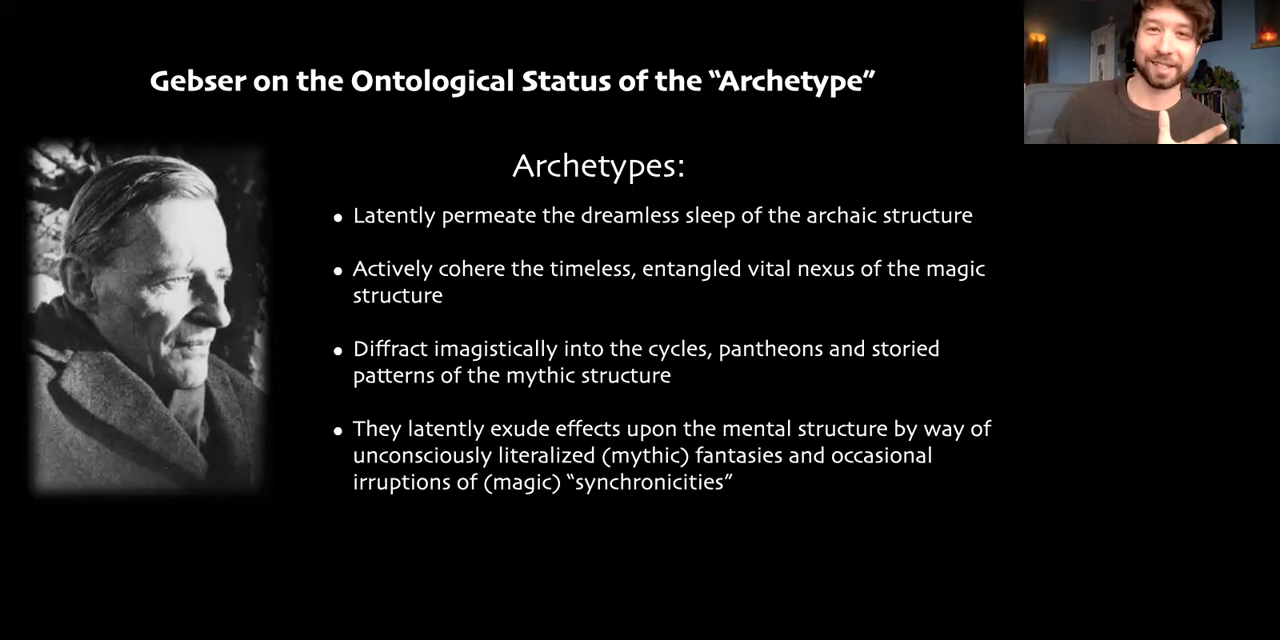 Gebser on the Ontological Status of the “Archetype”
Archetypes:
• Latently permeate the dreamless sleep of the archaic structure
• Actively cohere the timeless, entangled vital nexus of the magic
structure
• Diffract imagistically into the cycles, pantheons and storied
patterns of the mythic structure
• They latently exude effects upon the mental structure by way of
unconsciously literalized (mythic) fantasies and occasional
irruptions of (magic) “synchronicities”